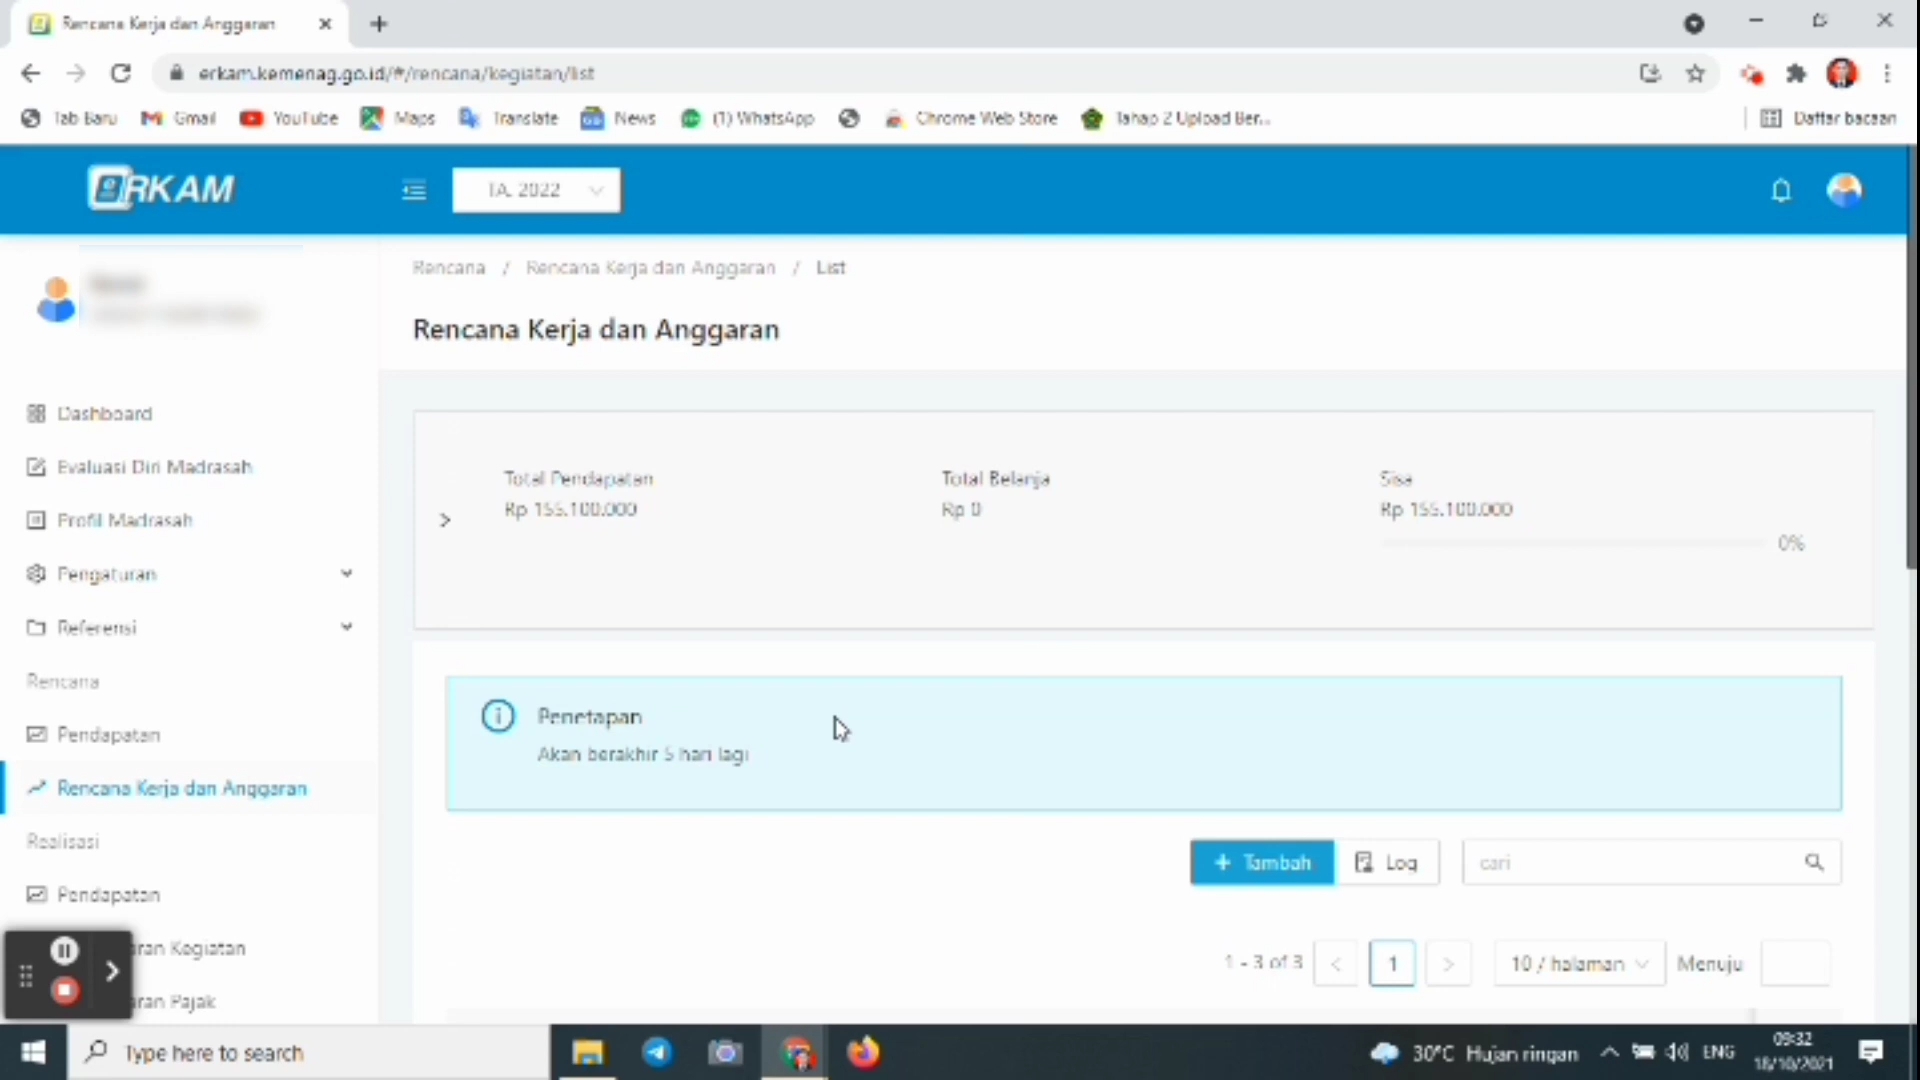 Rencana Kerja dan Anggaran
erkam.kemenag.go.id/#/rencana/kegiatan/list
Tab Baru
Gmail
YouTube
Maps
Translate
News
(1) WhatsApp
Chrome Web Store
Tahap 2 Upload Ber...
Daftar bacaan
eRKAM
TA. 2022
Rencana / Rencana Kerja dan Anggaran / List
Rencana Kerja dan Anggaran
Dashboard
Evaluasi Diri Madrasah
Profil Madrasah
Pengaturan
Referensi
Rencana
Pendapatan
Rencana Kerja dan Anggaran
Realisasi
Pendapatan
ran Kegiatan
ran Pajak
Total Pendapatan
Rp 155.100.000
Total Belanja
Rp 0
Sisa
Rp 155.100.000
0%
Penetapan
Akan berakhir 5 hari lagi
+ Tambah
Log
cari
1 - 3 of 3
<
1
>
10 / halaman
Menuju
Type here to search
30°C Hujan ringan
ENG
09:32
18/10/2021